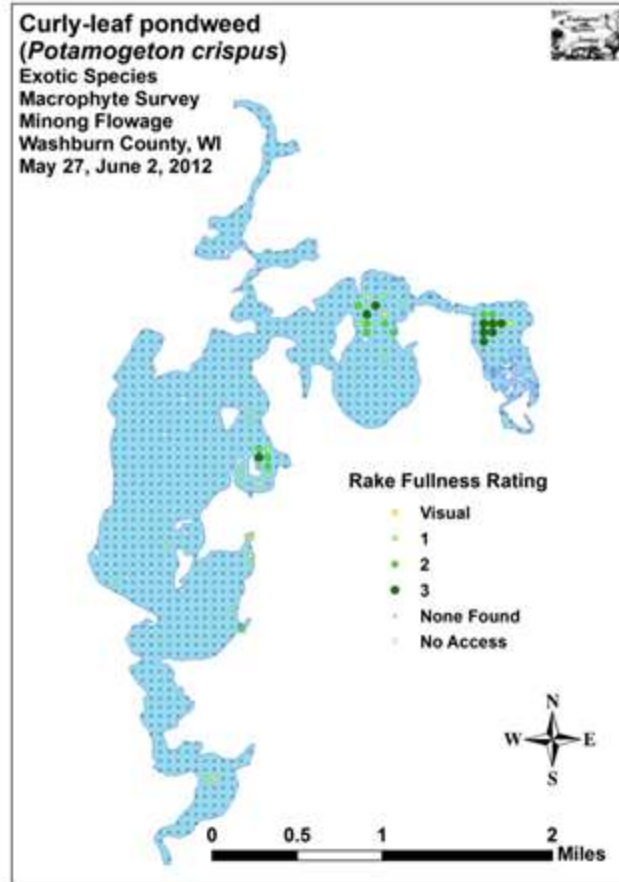 Curly-leaf pondweed
(Potamogeton crispus)
Exotic Species
Macrophyte Survey
Minong Flowage
Washburn County, WI
May 27, June 2, 2012
Rake Fullness Rating
Visual
1
2
3
None Found
No Access
N
W E
S
0 0.5 1 2
Miles